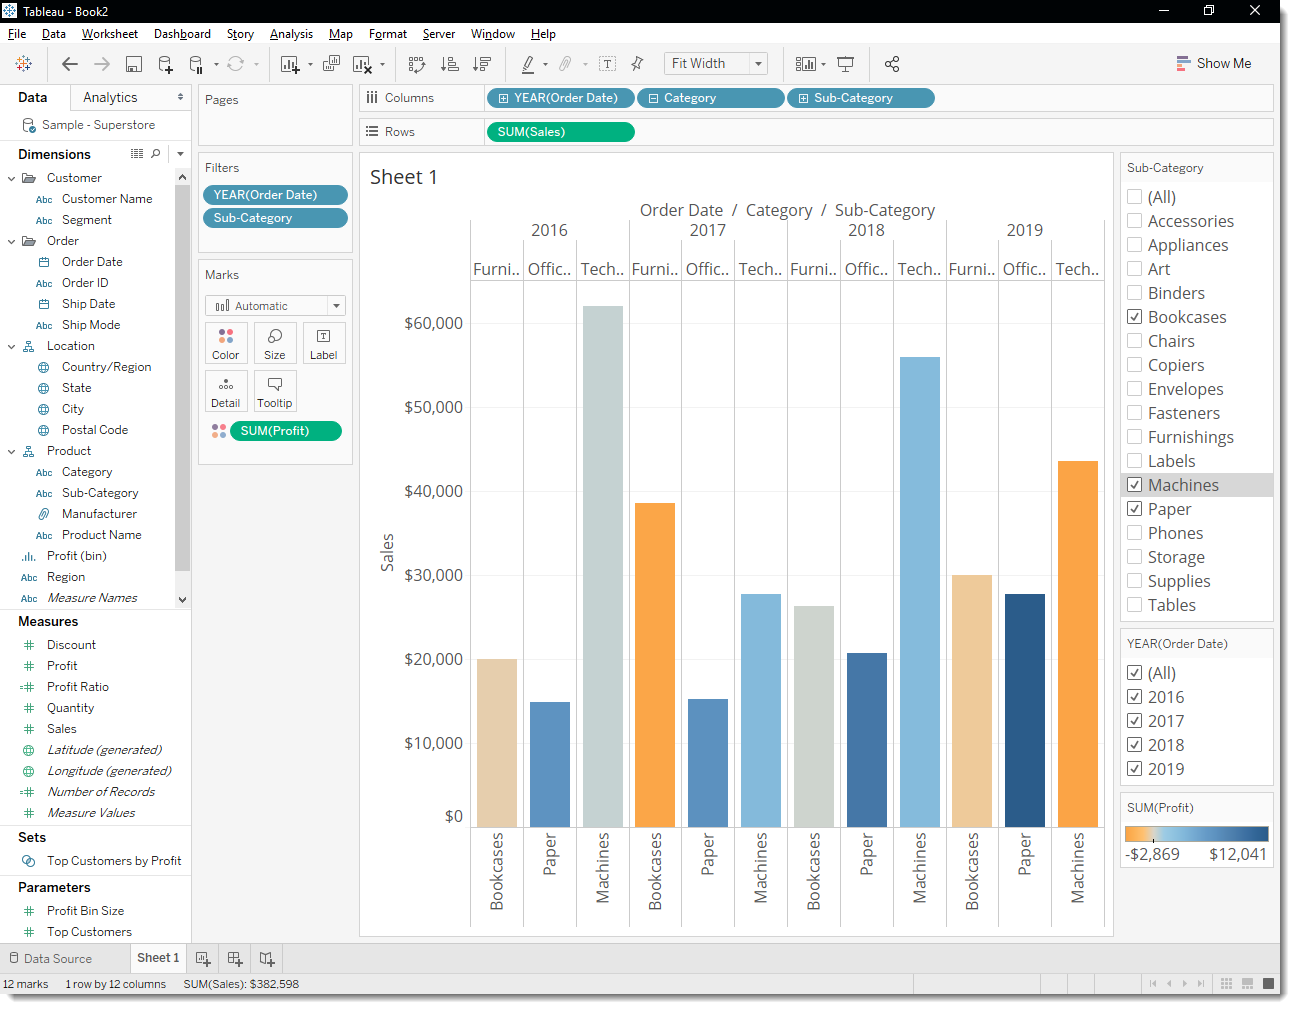 Tableau - Book2
File Data Worksheet Dashboard Story Analysis Map Format Server Window Help
Fit Width
Show Me
Data Analytics
Sample - Superstore
Dimensions
Customer
Abc Customer Name
Abc Segment
Order
Order Date
Abc Order ID
Ship Date
Abc Ship Mode
Location
Country/Region
State
City
Postal Code
Product
Abc Category
Abc Sub-Category
Manufacturer
Abc Product Name
Profit (bin)
Abc Region
Abc Measure Names
Measures
Discount
Profit
Profit Ratio
Quantity
Sales
Latitude (generated)
Longitude (generated)
Number of Records
Measure Values
Sets
Top Customers by Profit
Parameters
Profit Bin Size
Top Customers
Pages
Filters
YEAR(Order Date)
Sub-Category
Marks
Automatic
Color Size Label
Detail Tooltip
SUM(Profit)
Columns YEAR(Order Date) Category Sub-Category
Rows SUM(Sales)
Sheet 1
Order Date / Category / Sub-Category
2016 2017 2018 2019
Furni.. Offic.. Tech.. Furni.. Offic.. Tech.. Furni.. Offic.. Tech.. Furni.. Offic.. Tech..
$60,000
$50,000
$40,000
$30,000
$20,000
$10,000
$0
Sales
Bookcases Paper Machines Bookcases Paper Machines Bookcases Paper Machines Bookcases Paper Machines
Sub-Category
(All)
Accessories
Appliances
Art
Binders
Bookcases
Chairs
Copiers
Envelopes
Fasteners
Furnishings
Labels
Machines
Paper
Phones
Storage
Supplies
Tables
YEAR(Order Date)
(All)
2016
2017
2018
2019
SUM(Profit)
-$2,869 $12,041
Data Source Sheet 1
12 marks 1 row by 12 columns SUM(Sales): $382,598